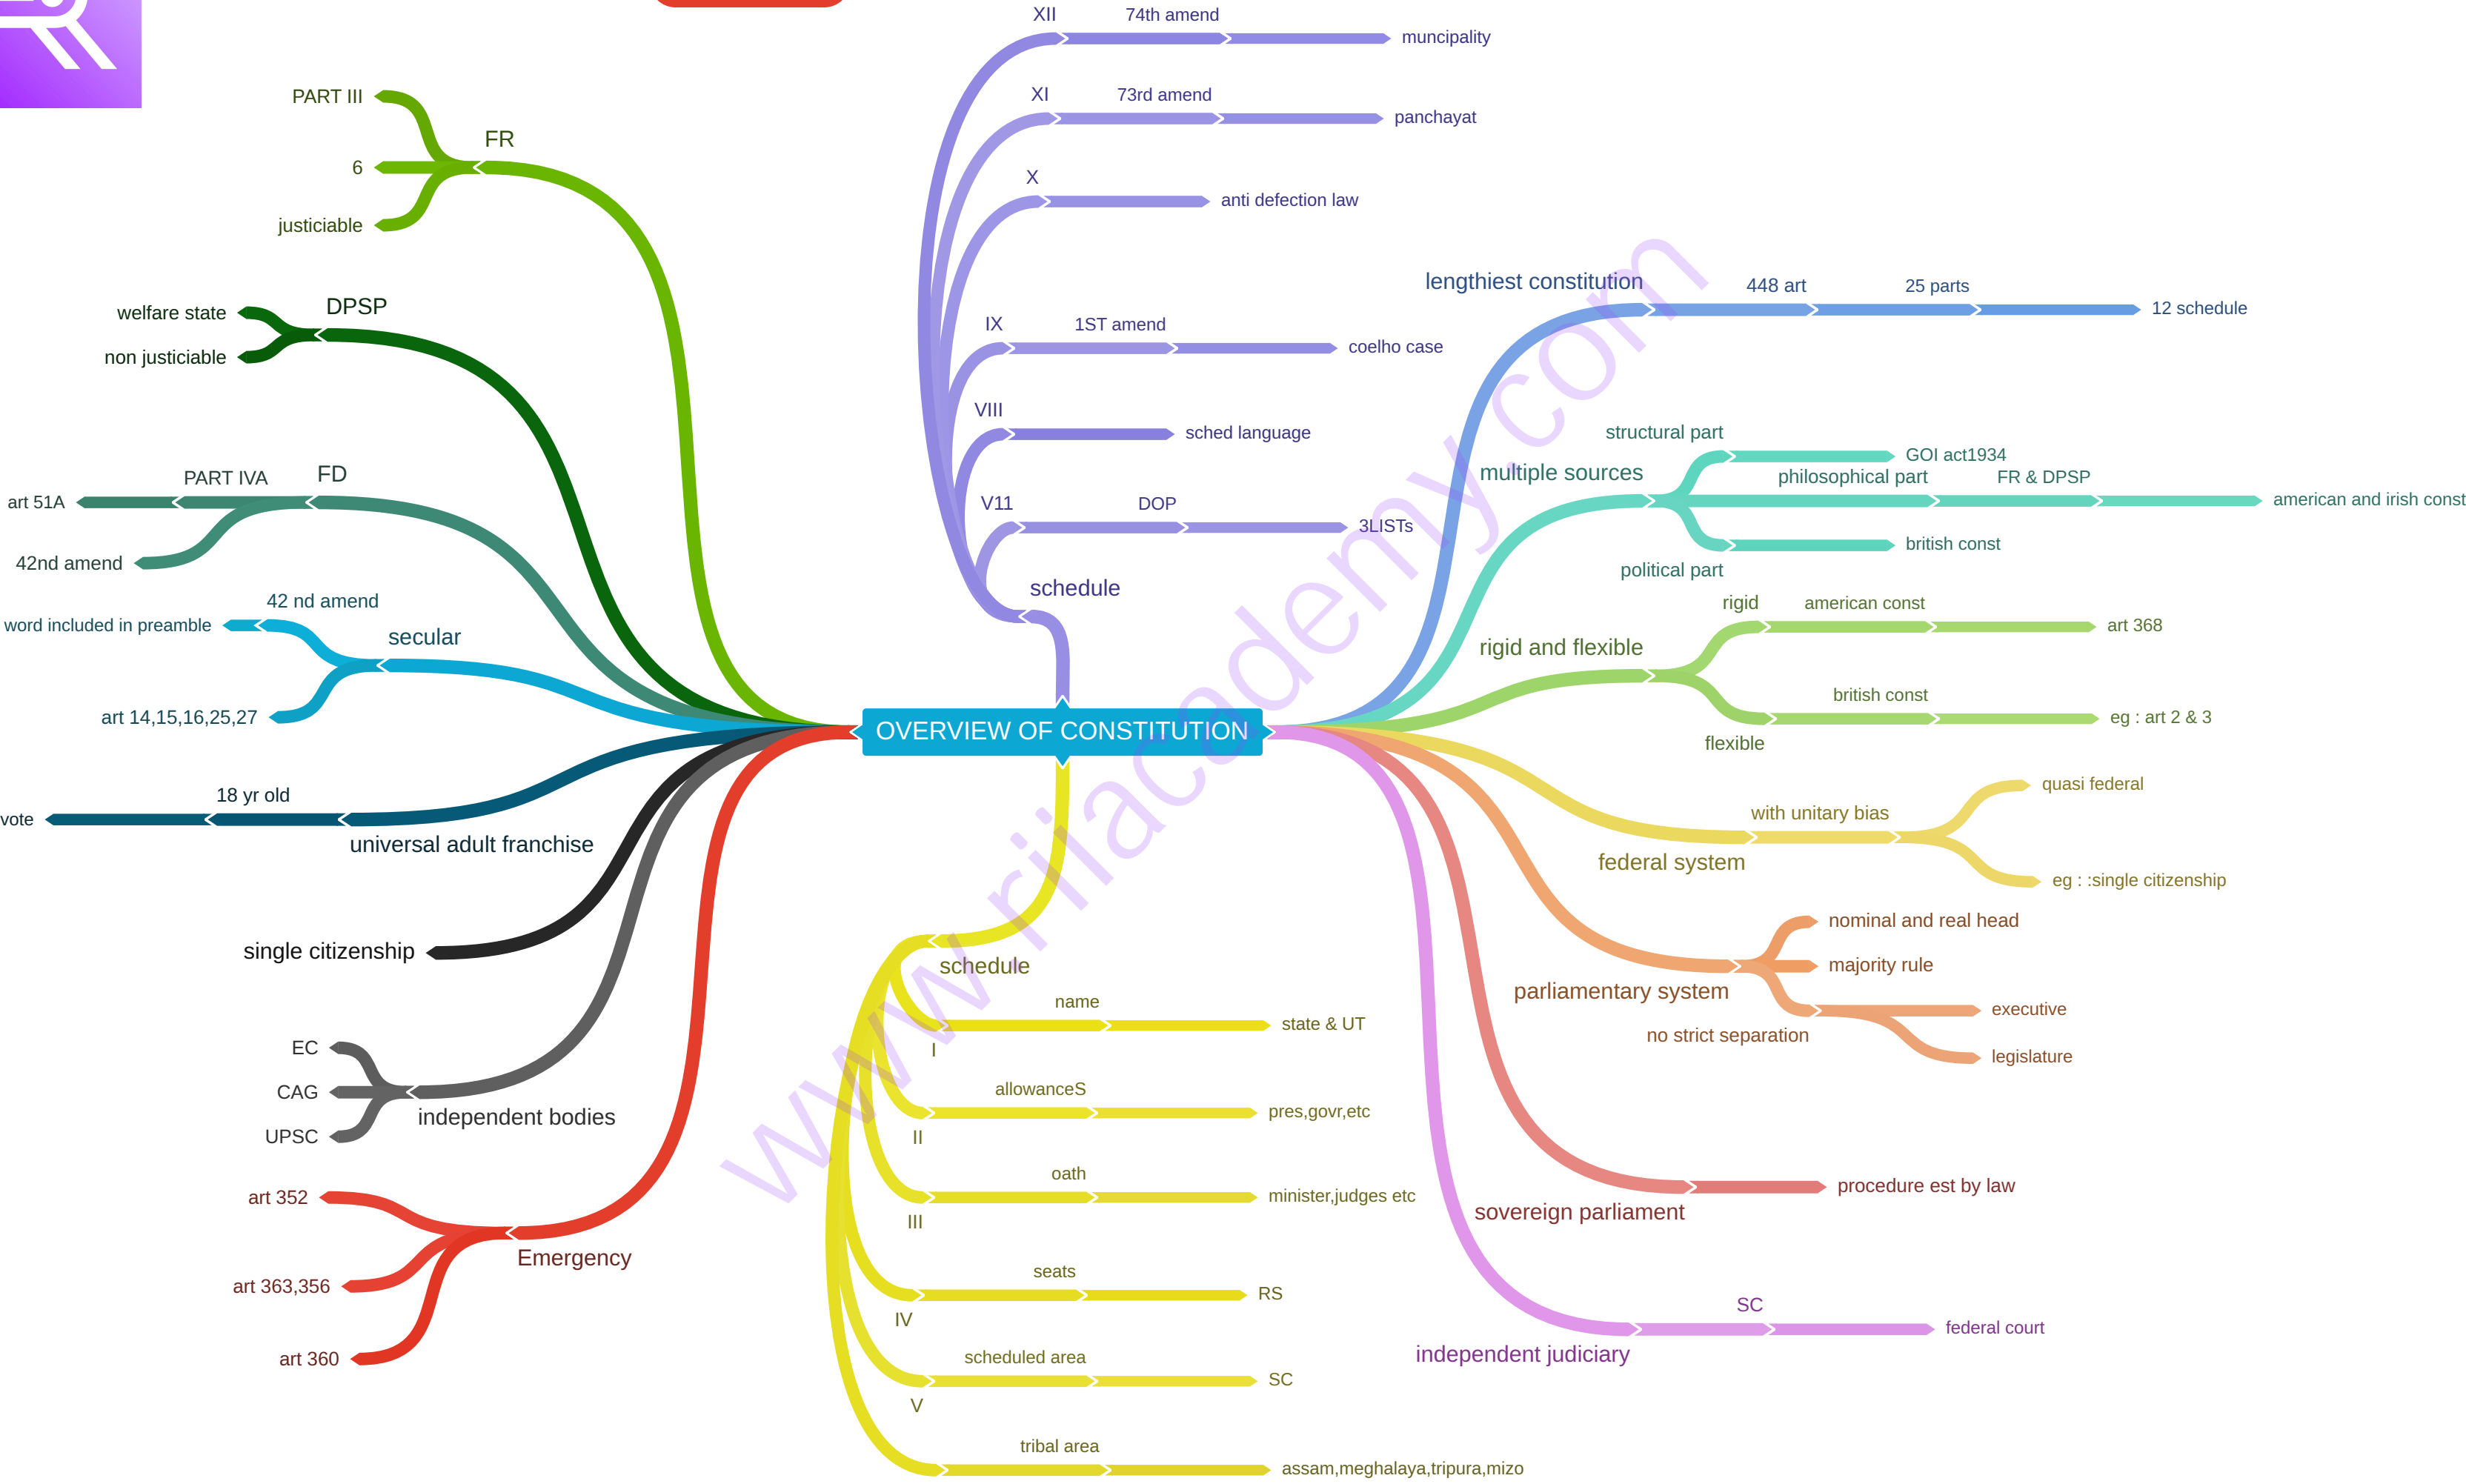 OVERVIEW OF CONSTITUTION
schedule
XII
74th amend
muncipality
XI
73rd amend
panchayat
X
anti defection law
IX
1ST amend
coelho case
VIII
sched language
V11
DOP
3LISTs
lengthiest constitution
448 art
25 parts
12 schedule
multiple sources
structural part
GOI act1934
philosophical part
FR & DPSP
american and irish const
political part
british const
rigid and flexible
rigid
american const
art 368
flexible
british const
eg : art 2 & 3
federal system
with unitary bias
quasi federal
eg : :single citizenship
parliamentary system
nominal and real head
majority rule
no strict separation
executive
legislature
sovereign parliament
procedure est by law
independent judiciary
SC
federal court
schedule
I
name
state & UT
II
allowanceS
pres,govr,etc
III
oath
minister,judges etc
IV
seats
RS
V
scheduled area
SC
tribal area
assam,meghalaya,tripura,mizo
FR
PART III
6
justiciable
DPSP
welfare state
non justiciable
FD
PART IVA
art 51A
42nd amend
secular
42 nd amend
word included in preamble
art 14,15,16,25,27
universal adult franchise
18 yr old
vote
single citizenship
independent bodies
EC
CAG
UPSC
Emergency
art 352
art 363,356
art 360
www.rijacademy.com